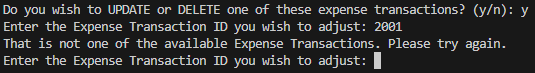 Do you wish to UPDATE or DELETE one of these expense transactions? (y/n): y
Enter the Expense Transaction ID you wish to adjust: 2001
That is not one of the available Expense Transactions. Please try again.
Enter the Expense Transaction ID you wish to adjust: